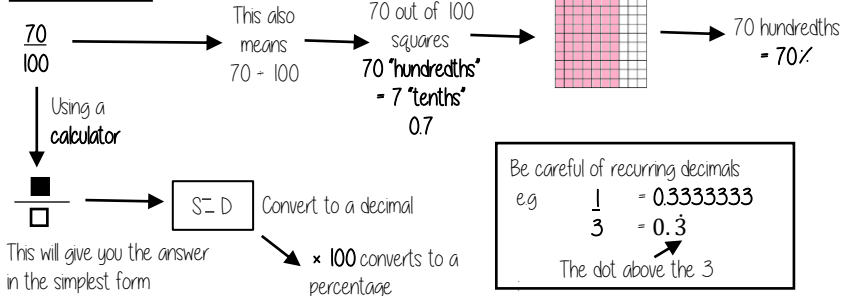 70
100
This also
means
70 ÷ 100
70 out of 100
squares
70 "hundredths"
= 7 "tenths"
0.7
70 hundredths
= 70%
Using a
calculator
S⇔D
Convert to a decimal
This will give you the answer
in the simplest form
× 100 converts to a
percentage
Be careful of recurring decimals
e.g
1 = 0.3333333
3 = 0.3̇
The dot above the 3